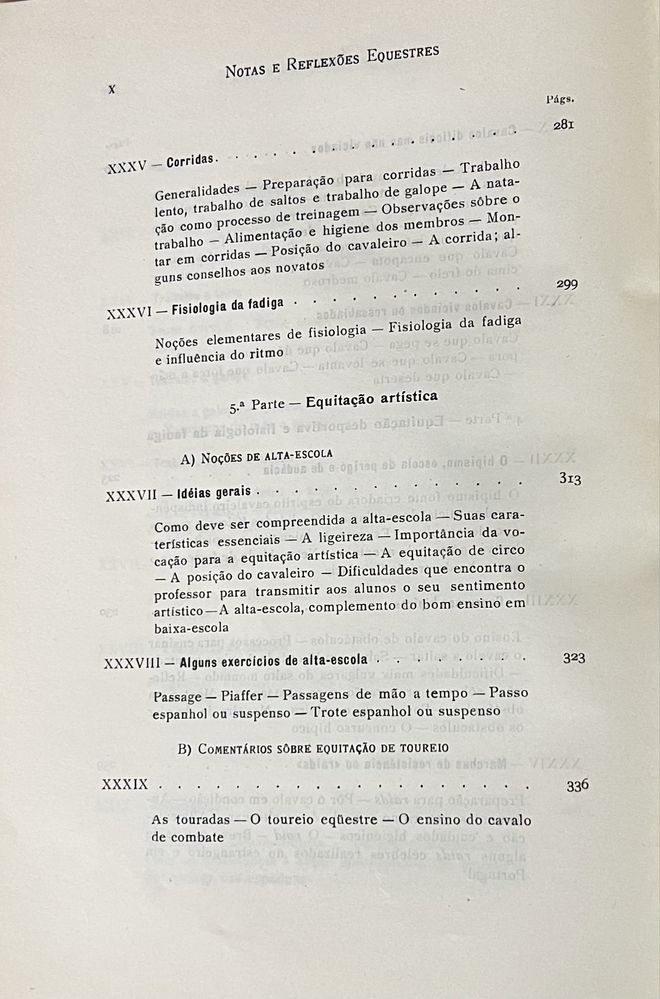 NOTAS E REFLEXÕES EQUESTRES
X
Págs.
XXXV — Corridas. . . . . . . . . . . . . . . 281
Generalidades — Preparação para corridas — Trabalho
lento, trabalho de saltos e trabalho de galope — A nata-
ção como processo de treinagem — Observações sôbre o
trabalho — Alimentação e higiene dos membros — Mon-
tar em corridas — Posição do cavaleiro — A corrida; al-
guns conselhos aos novatos
XXXVI — Fisiologia da fadiga . . . . . . . . . . . 299
Noções elementares de fisiologia — Fisiologia da fadiga
e influência do ritmo
5.ª Parte — Equitação artística
A) NOÇÕES DE ALTA-ESCOLA
XXXVII — Idéias gerais . . . . . . . . . . . . . 313
Como deve ser compreendida a alta-escola — Suas cara-
terísticas essenciais — A ligeireza — Importância da vo-
cação para a equitação artística — A equitação de circo
— A posição do cavaleiro — Dificuldades que encontra o
professor para transmitir aos alunos o seu sentimento
artístico — A alta-escola, complemento do bom ensino em
baixa-escola
XXXVIII — Alguns exercícios de alta-escola . . . . . . . . 323
Passage — Piaffer — Passagens de mão a tempo — Passo
espanhol ou suspenso — Trote espanhol ou suspenso
B) COMENTÁRIOS SÔBRE EQUITAÇÃO DE TOUREIO
XXXIX . . . . . . . . . . . . . . . . . . 336
As touradas — O toureio eqüestre — O ensino do cavalo
de combate